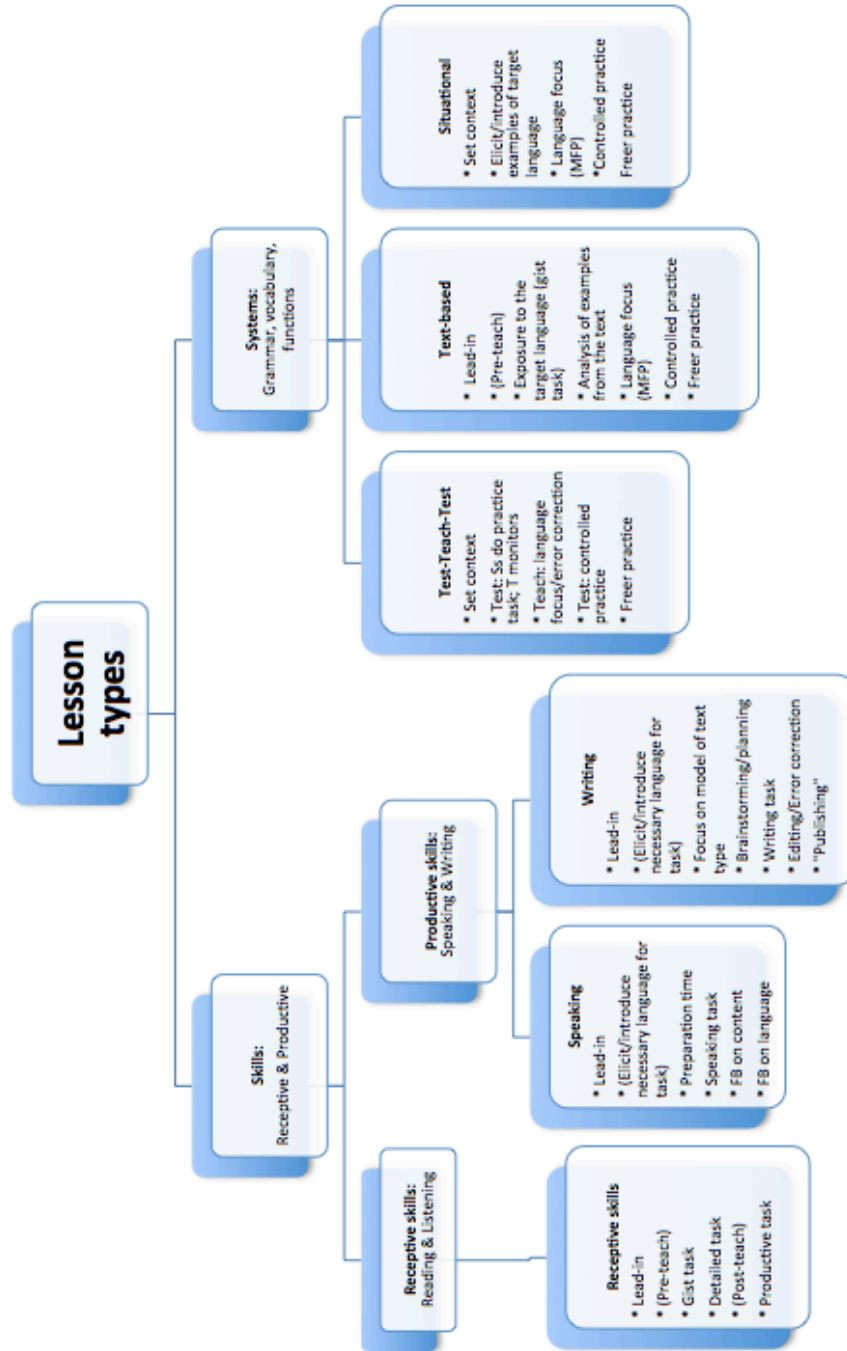 Lesson
types
Skills:
Receptive & Productive
Systems:
Grammar, vocabulary,
functions
Receptive skills:
Reading & Listening
Productive skills:
Speaking & Writing
Receptive skills
* Lead-in
* (Pre-teach)
* Gist task
* Detailed task
* (Post-teach)
* Productive task
Speaking
* Lead-in
* (Elicit/introduce
necessary language for
task)
* Preparation time
* Speaking task
* FB on content
* FB on language
Writing
* Lead-in
* (Elicit/introduce
necessary language for
task)
* Focus on model of text
type
* Brainstorming/planning
* Writing task
* Editing/Error correction
* "Publishing"
Test-Teach-Test
* Set context
* Test: Ss do practice
task; T monitors
* Teach: language
focus/error correction
* Test: controlled
practice
* Freer practice
Text-based
* Lead-in
* (Pre-teach)
* Exposure to the
target language (gist
task)
* Analysis of examples
from the text
* Language focus
(MFP)
* Controlled practice
* Freer practice
Situational
* Set context
* Elicit/introduce
examples of target
language
* Language focus
(MFP)
*Controlled practice
Freer practice